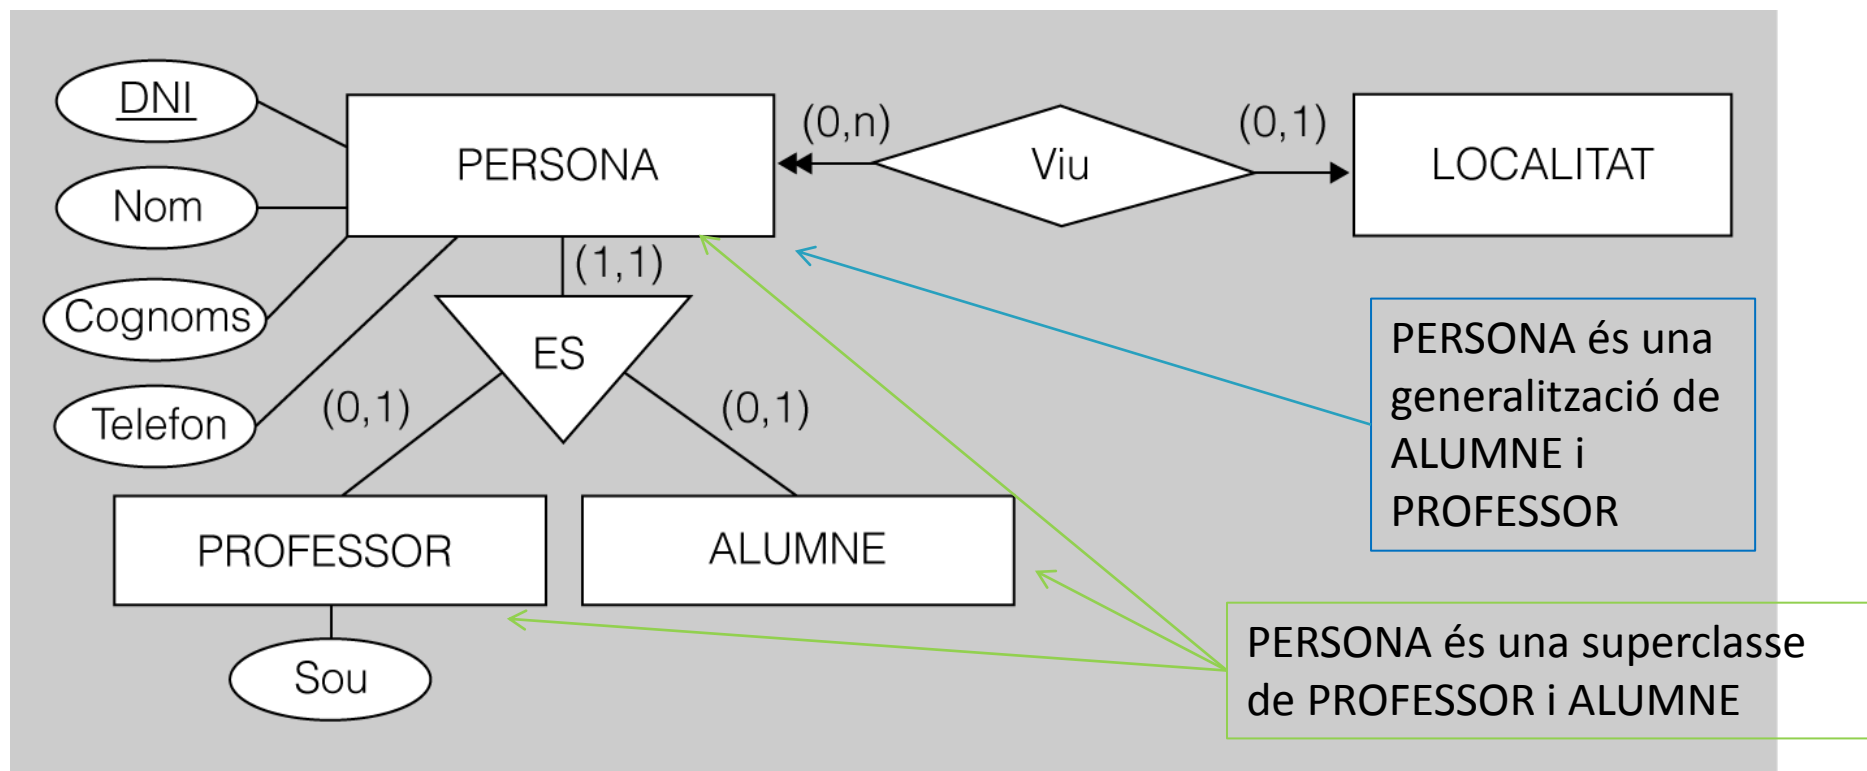 DNI
Nom
Cognoms
Telefon
PERSONA
(0,n)
Viu
(0,1)
LOCALITAT
(1,1)
ES
(0,1)
(0,1)
PROFESSOR
ALUMNE
Sou
PERSONA és una
generalització de
ALUMNE i
PROFESSOR
PERSONA és una superclasse
de PROFESSOR i ALUMNE